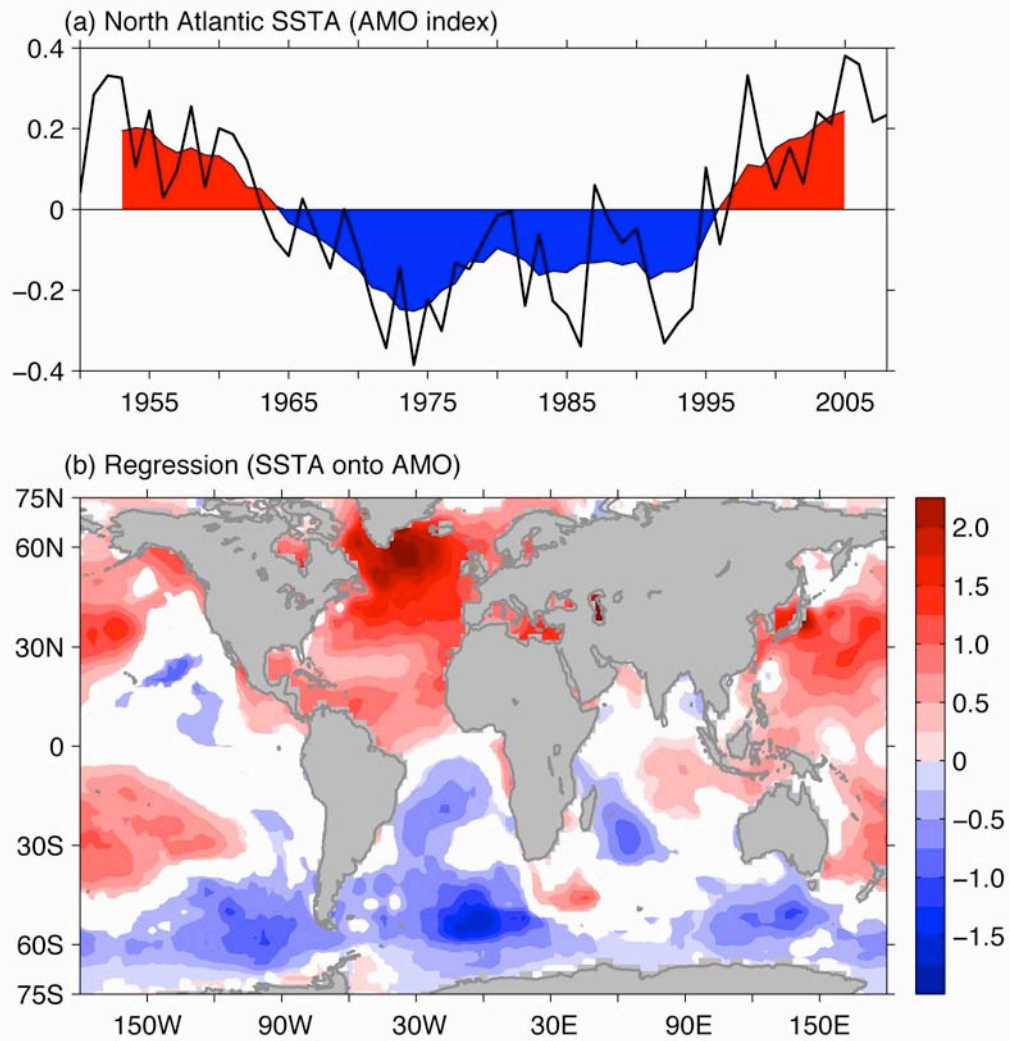 (a) North Atlantic SSTA (AMO index)
0.4
0.2
0
−0.2
−0.4
1955 1965 1975 1985 1995 2005
(b) Regression (SSTA onto AMO)
75N
60N
30N
0
30S
60S
75S
150W 90W 30W 30E 90E 150E
2.0
1.5
1.0
0.5
0
−0.5
−1.0
−1.5